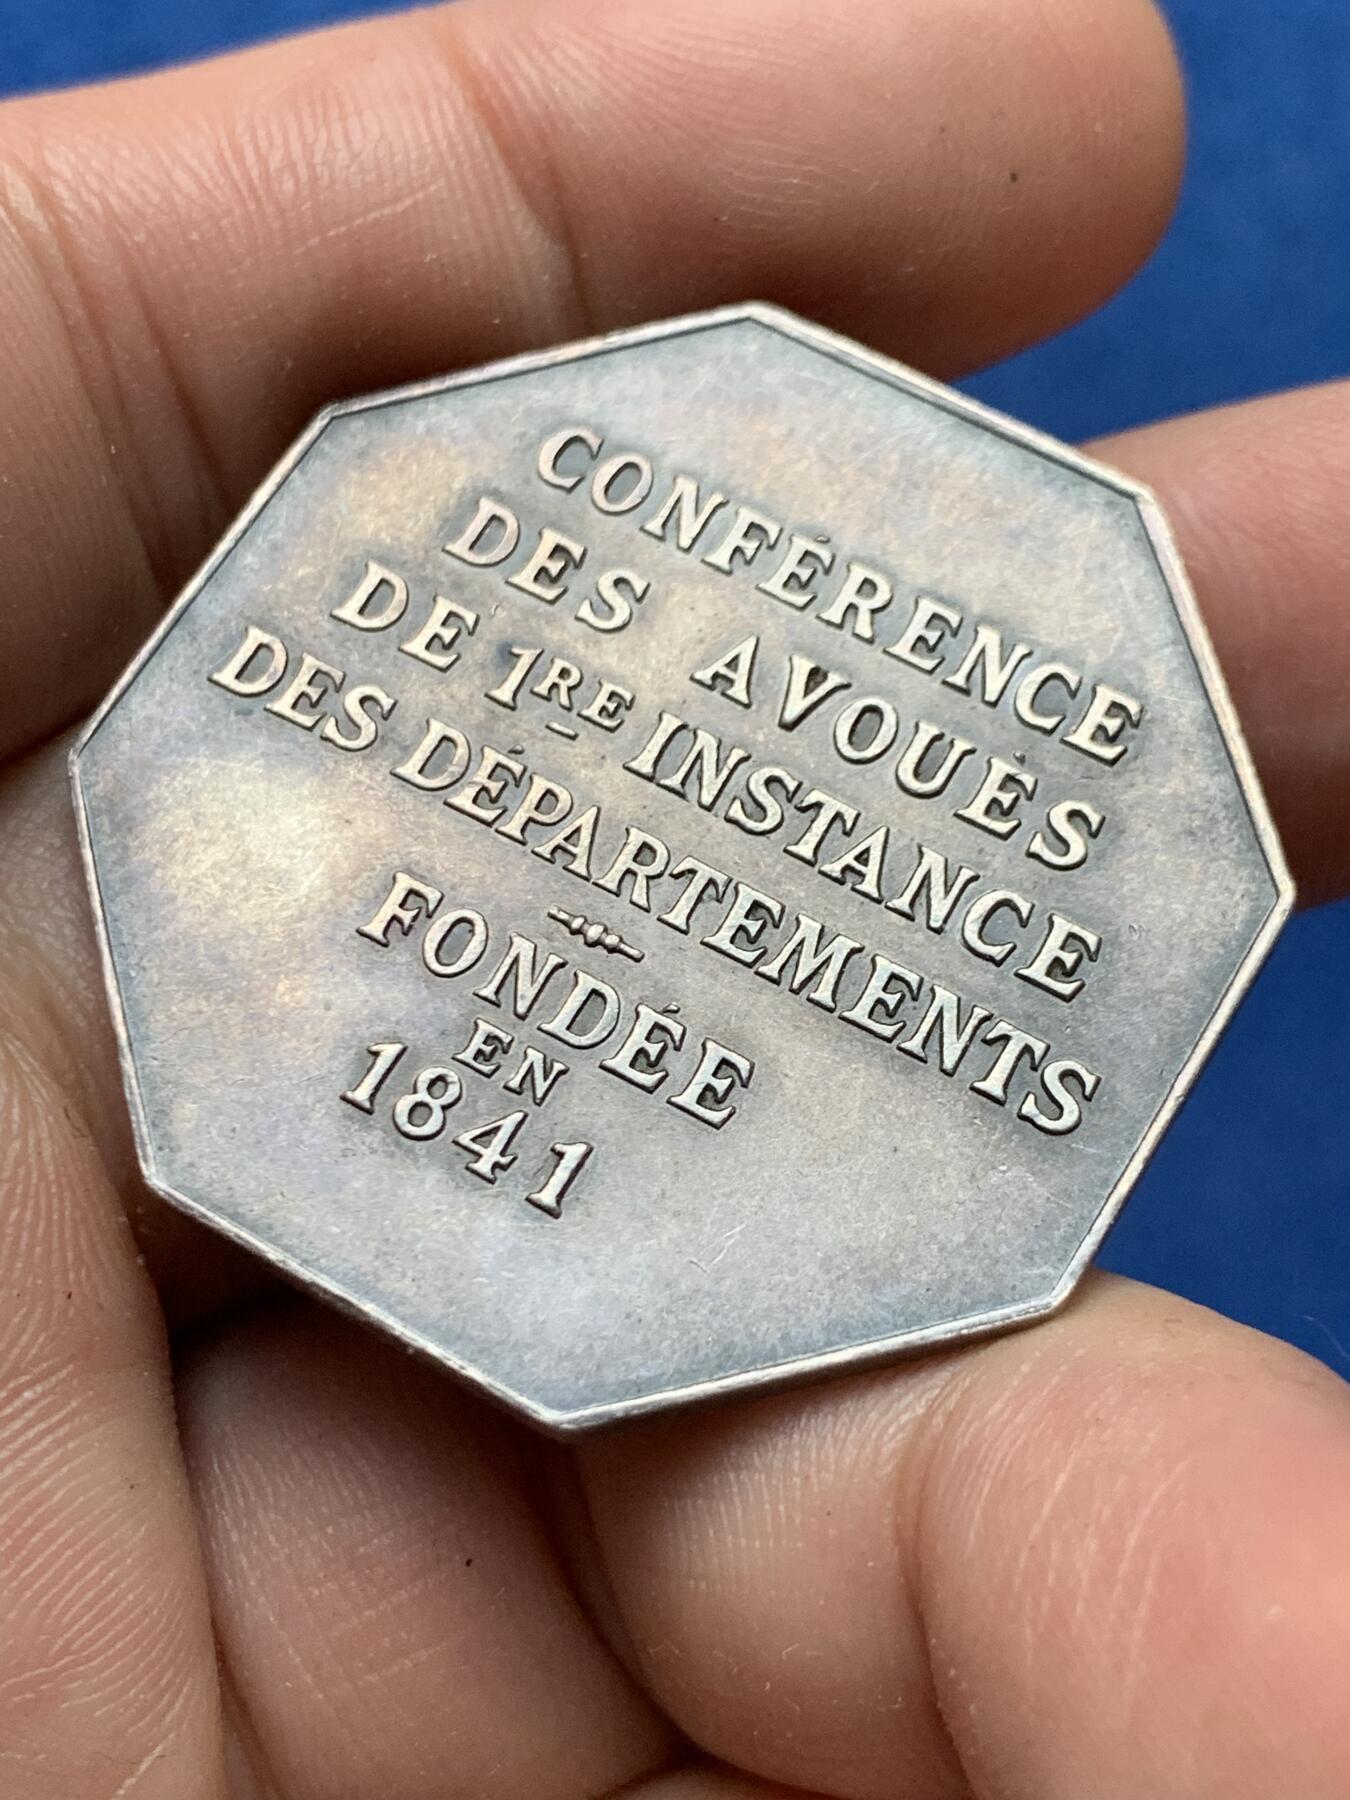 CONFÉRENCE
DES AVOUÉS
DE 1RE INSTANCE
DES DÉPARTEMENTS
FONDÉE
EN
1841